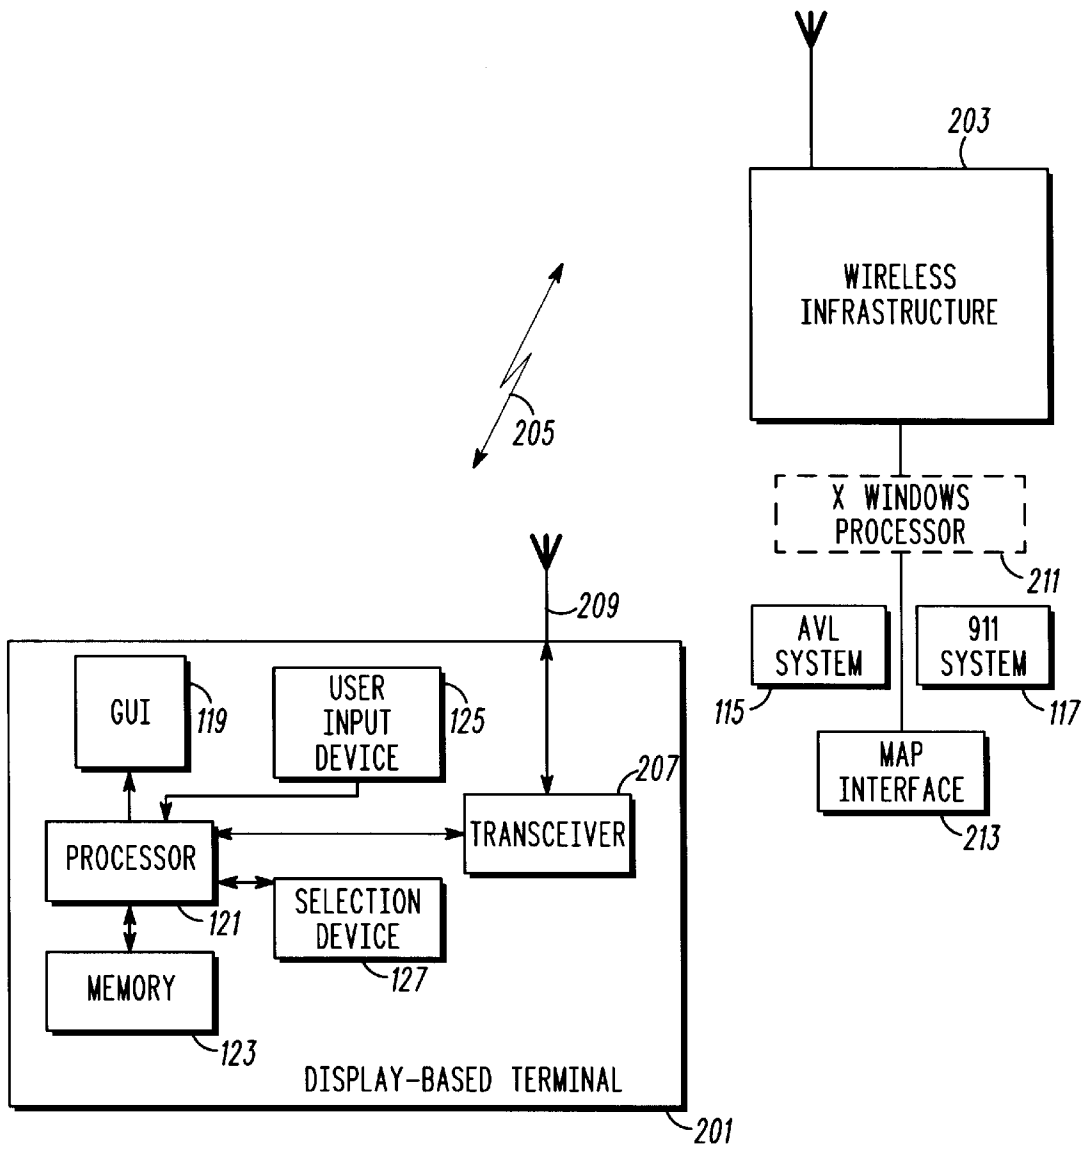 203
WIRELESS
INFRASTRUCTURE
205
X WINDOWS
PROCESSOR
211
209
AVL
SYSTEM
115
911
SYSTEM
117
GUI
119
USER
INPUT
DEVICE
125
207
MAP
INTERFACE
213
TRANSCEIVER
PROCESSOR
121
SELECTION
DEVICE
127
MEMORY
123
DISPLAY-BASED TERMINAL
201